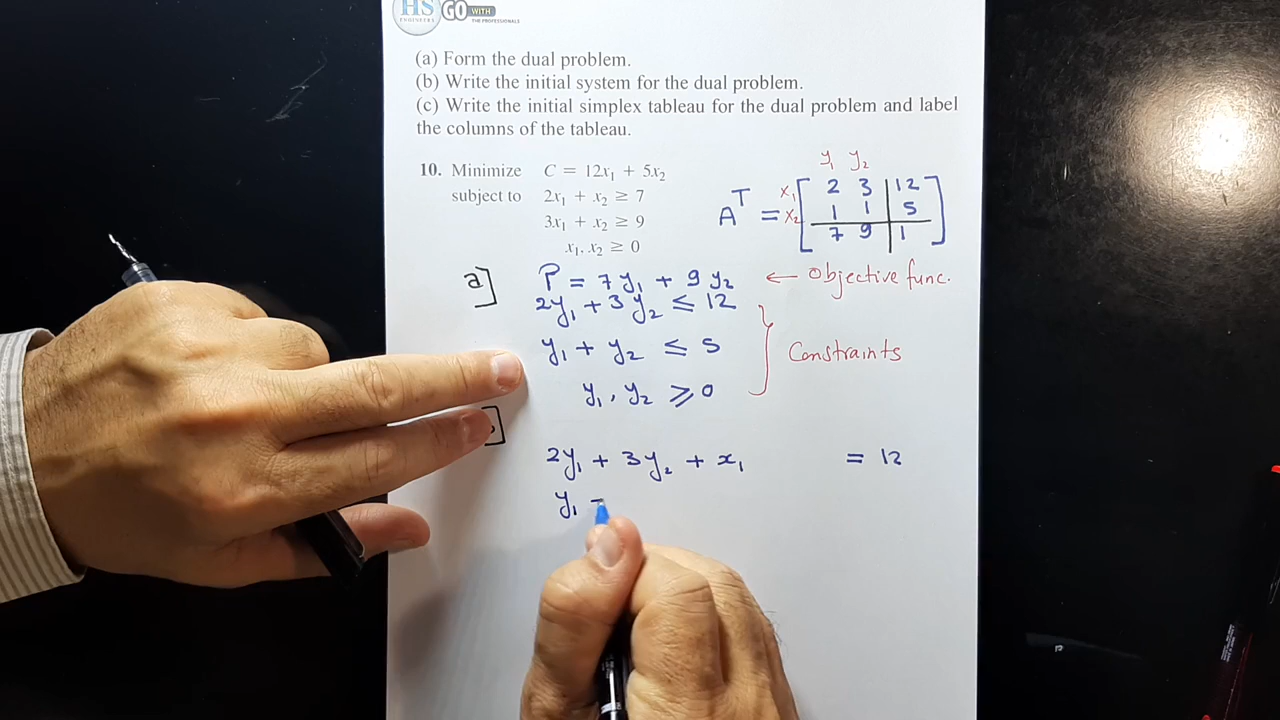 HS GO WITH
ENGINEERS THE PROFESSIONALS
(a) Form the dual problem.
(b) Write the initial system for the dual problem.
(c) Write the initial simplex tableau for the dual problem and label
the columns of the tableau.
10. Minimize C = 12x₁ + 5x₂
subject to 2x₁ + x₂ ≥ 7
3x₁ + x₂ ≥ 9
x₁, x₂ ≥ 0
y₁ y₂
Aᵀ = x₁ 2 3 | 12
x₂ 1 1 | 5
7 9 | 1
a] P = 7y₁ + 9y₂ ← Objective func.
2y₁ + 3y₂ ≤ 12
y₁ + y₂ ≤ 5 } Constraints
y₁, y₂ ≥ 0
2y₁ + 3y₂ + x₁ = 12
y₁